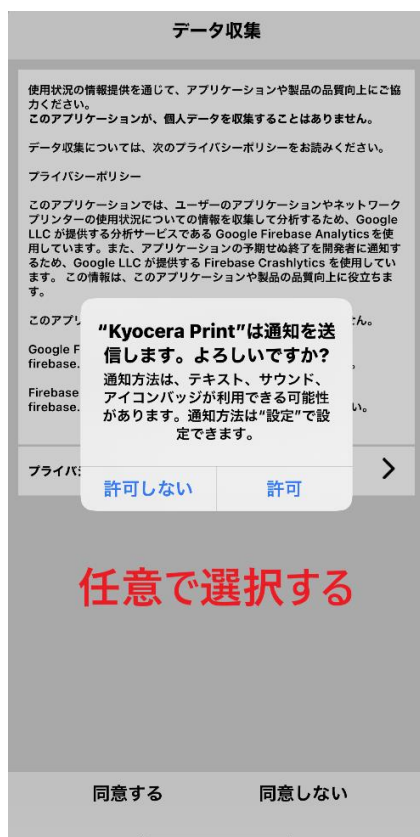 データ収集
使用状況の情報提供を通じて、アプリケーションや製品の品質向上にご協
力ください。
このアプリケーションが、個人データを収集することはありません。
データ収集については、次のプライバシーポリシーをお読みください。
プライバシーポリシー
このアプリケーションでは、ユーザーのアプリケーションやネットワーク
プリンターの使用状況についての情報を収集して分析するため、Google
LLC が提供する分析サービスである Google Firebase Analytics を使
用しています。また、アプリケーションの予期せぬ終了を開発者に通知す
るため、Google LLC が提供する Firebase Crashlytics を使用してい
ます。 この情報は、このアプリケーションや製品の品質向上に役立ちま
す。
このアプリ
ん。
Google F
firebase.
Firebase
firebase.
い。
プライバシ
“Kyocera Print”は通知を送
信します。よろしいですか?
通知方法は、テキスト、サウンド、
アイコンバッジが利用できる可能性
があります。通知方法は“設定”で設
定できます。
許可しない 許可
任意で選択する
同意する 同意しない